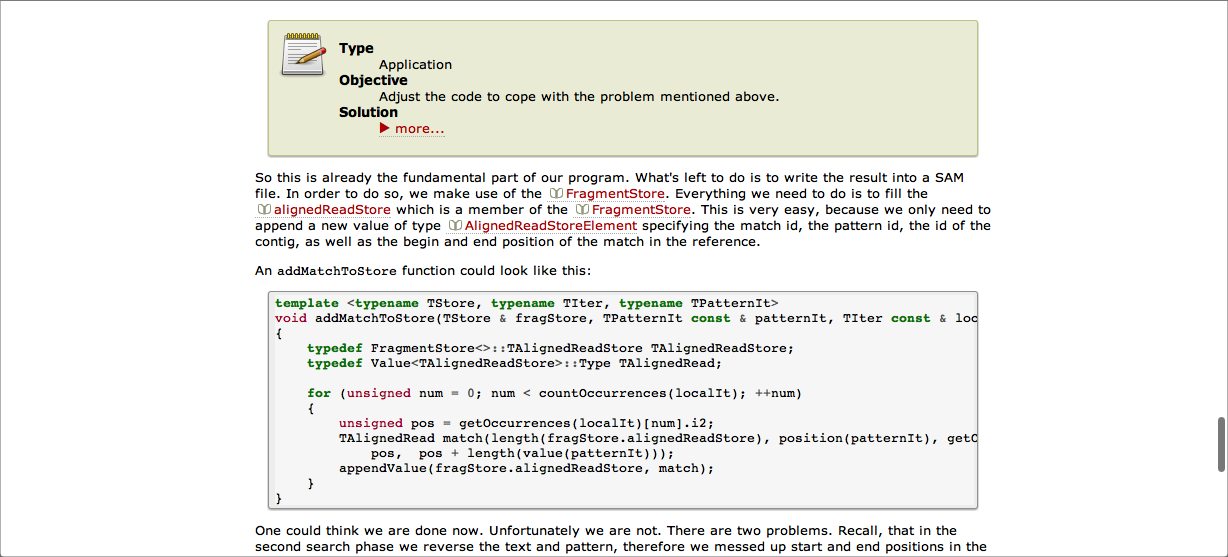 Type
Application
Objective
Adjust the code to cope with the problem mentioned above.
Solution
more...
So this is already the fundamental part of our program. What's left to do is to write the result into a SAM
file. In order to do so, we make use of the FragmentStore. Everything we need to do is to fill the
alignedReadStore which is a member of the FragmentStore. This is very easy, because we only need to
append a new value of type AlignedReadStoreElement specifying the match id, the pattern id, the id of the
contig, as well as the begin and end position of the match in the reference.
An addMatchToStore function could look like this:
template <typename TStore, typename TIter, typename TPatternIt>
void addMatchToStore(TStore & fragStore, TPatternIt const & patternIt, TIter const & loc
{
    typedef FragmentStore<>::TAlignedReadStore TAlignedReadStore;
    typedef Value<TAlignedReadStore>::Type TAlignedRead;
    for (unsigned num = 0; num < countOccurrences(localIt); ++num)
    {
        unsigned pos = getOccurrences(localIt)[num].i2;
        TAlignedRead match(length(fragStore.alignedReadStore), position(patternIt), getO
            pos,  pos + length(value(patternIt)));
        appendValue(fragStore.alignedReadStore, match);
    }
}
One could think we are done now. Unfortunately we are not. There are two problems. Recall, that in the
second search phase we reverse the text and pattern, therefore we messed up start and end positions in the